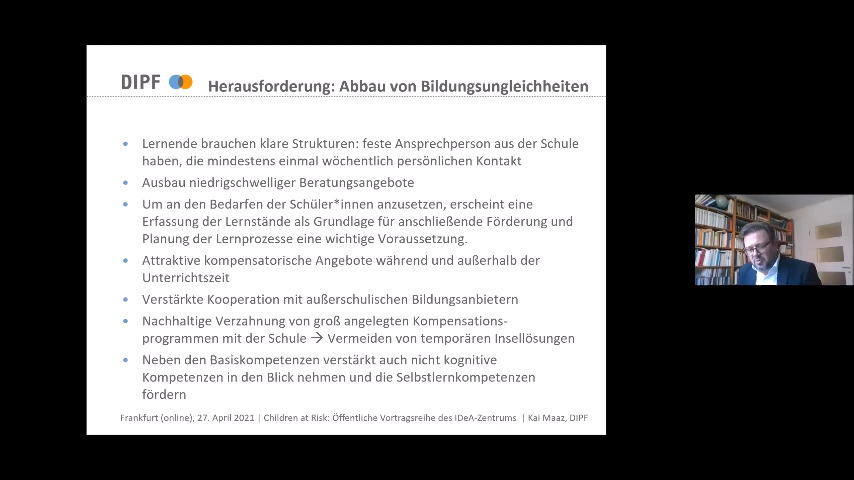 DIPF
Herausforderung: Abbau von Bildungsungleichheiten
Lernende brauchen klare Strukturen: feste Ansprechperson aus der Schule
haben, die mindestens einmal wöchentlich persönlichen Kontakt
Ausbau niedrigschwelliger Beratungsangebote
Um an den Bedarfen der Schüler*innen anzusetzen, erscheint eine
Erfassung der Lernstände als Grundlage für anschließende Förderung und
Planung der Lernprozesse eine wichtige Voraussetzung.
Attraktive kompensatorische Angebote während und außerhalb der
Unterrichtszeit
Verstärkte Kooperation mit außerschulischen Bildungsanbietern
Nachhaltige Verzahnung von groß angelegten Kompensations-
programmen mit der Schule → Vermeiden von temporären Insellösungen
Neben den Basiskompetenzen verstärkt auch nicht kognitive
Kompetenzen in den Blick nehmen und die Selbstlernkompetenzen
fördern
Frankfurt (online), 27. April 2021 | Children at Risk: Öffentliche Vortragsreihe des IDeA-Zentrums | Kai Maaz, DIPF